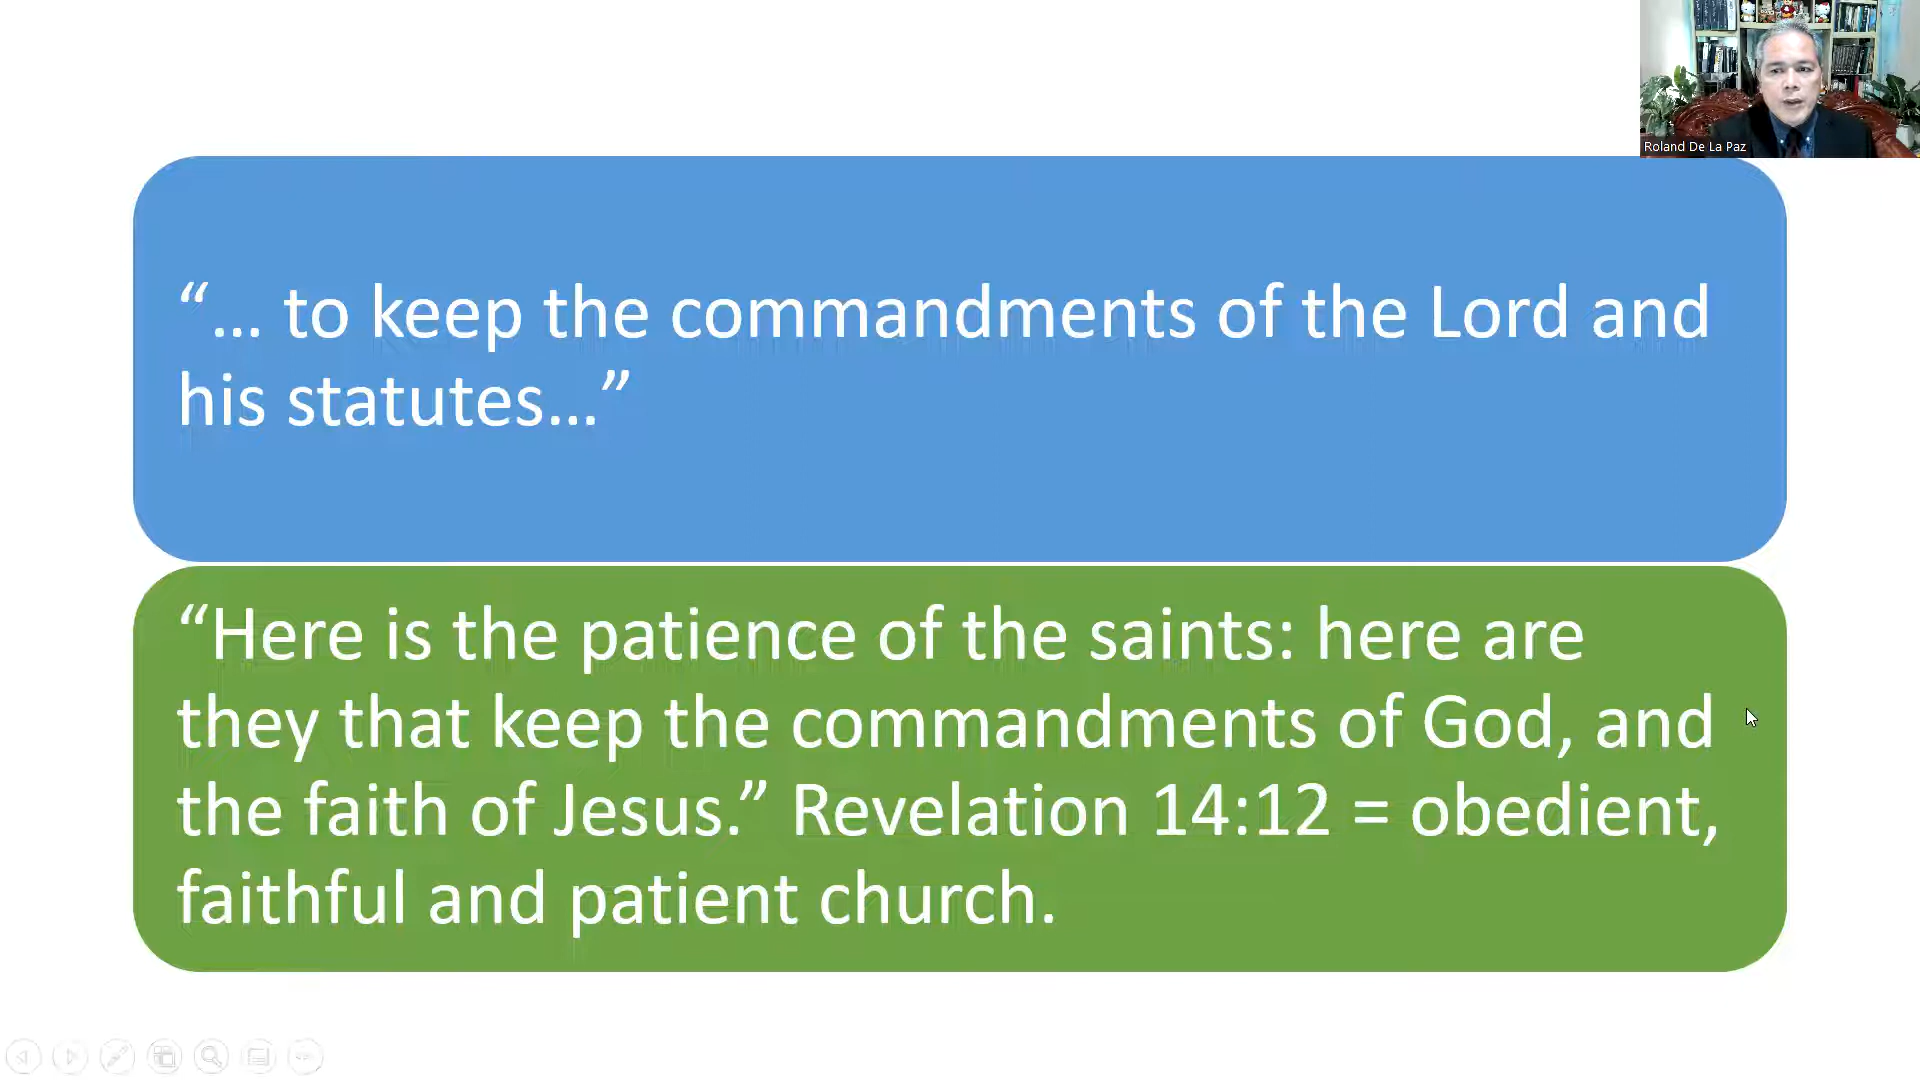 Roland De La Paz
“... to keep the commandments of the Lord and
his statutes...”
“Here is the patience of the saints: here are
they that keep the commandments of God, and
the faith of Jesus.” Revelation 14:12 = obedient,
faithful and patient church.